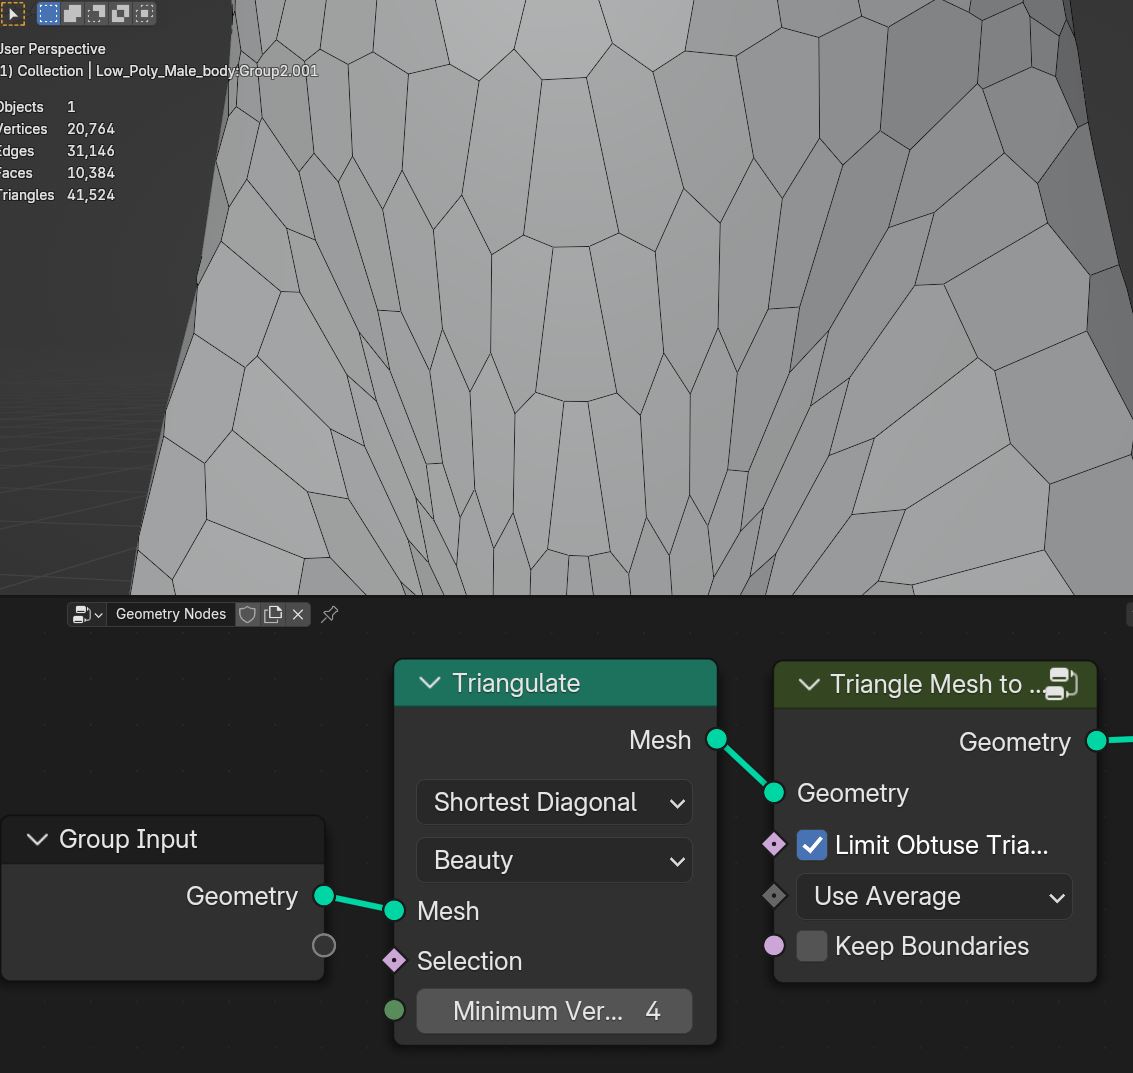 User Perspective
1) Collection | Low_Poly_Male_body:Group2.001
Objects 1
Vertices 20,764
Edges 31,146
Faces 10,384
Triangles 41,524
Geometry Nodes
Triangulate
Mesh
Shortest Diagonal
Beauty
Mesh
Selection
Minimum Ver... 4
Triangle Mesh to ...
Geometry
Geometry
Limit Obtuse Tria...
Use Average
Keep Boundaries
Group Input
Geometry